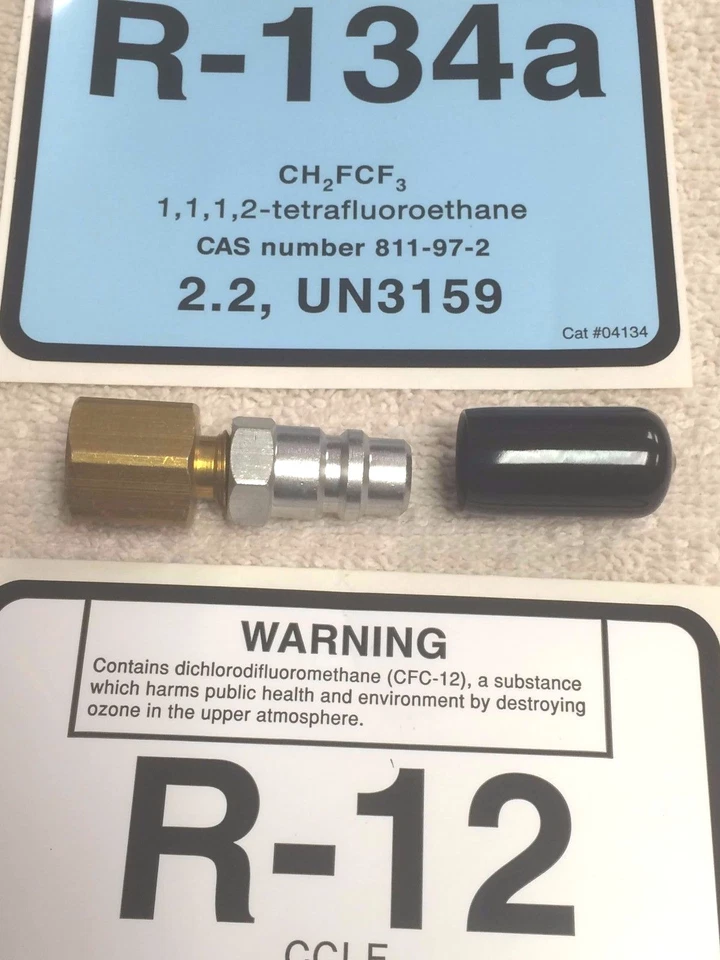 R-134a
CH₂FCF₃
1,1,1,2-tetrafluoroethane
CAS number 811-97-2
2.2, UN3159
Cat #04134
WARNING
Contains dichlorodifluoromethane (CFC-12), a substance
which harms public health and environment by destroying
ozone in the upper atmosphere.
R-12